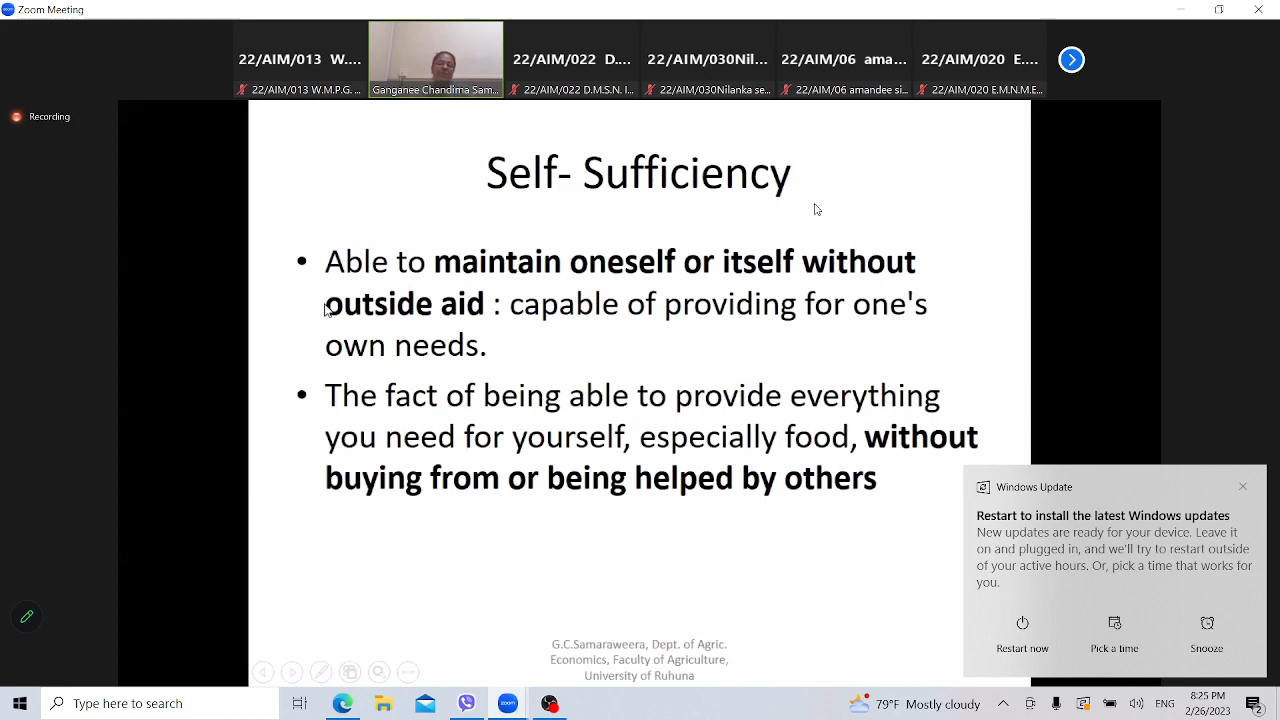 Zoom Meeting
22/AIM/013 W....
22/AIM/022 D....
22/AIM/030Nil...
22/AIM/06 ama...
22/AIM/020 E....
22/AIM/013 W.M.P.G. ...
Ganganee Chandima Sam...
22/AIM/022 D.M.S.N. I...
22/AIM/030Nilanka se...
22/AIM/06 amandee si...
22/AIM/020 E.M.N.M.E...
Recording
Self- Sufficiency
• Able to maintain oneself or itself without
outside aid : capable of providing for one's
own needs.
• The fact of being able to provide everything
you need for yourself, especially food, without
buying from or being helped by others
G.C.Samaraweera, Dept. of Agric.
Economics, Faculty of Agriculture,
University of Ruhuna
Windows Update
Restart to install the latest Windows updates
New updates are ready for your device. Leave it
on and plugged in, and we'll try to restart outside
of your active hours. Or, pick a time that works for
you.
Restart now
Pick a time
Snooze
Type here to search
zoom
79°F Mostly cloudy
8:25 PM
2/26/2023
2